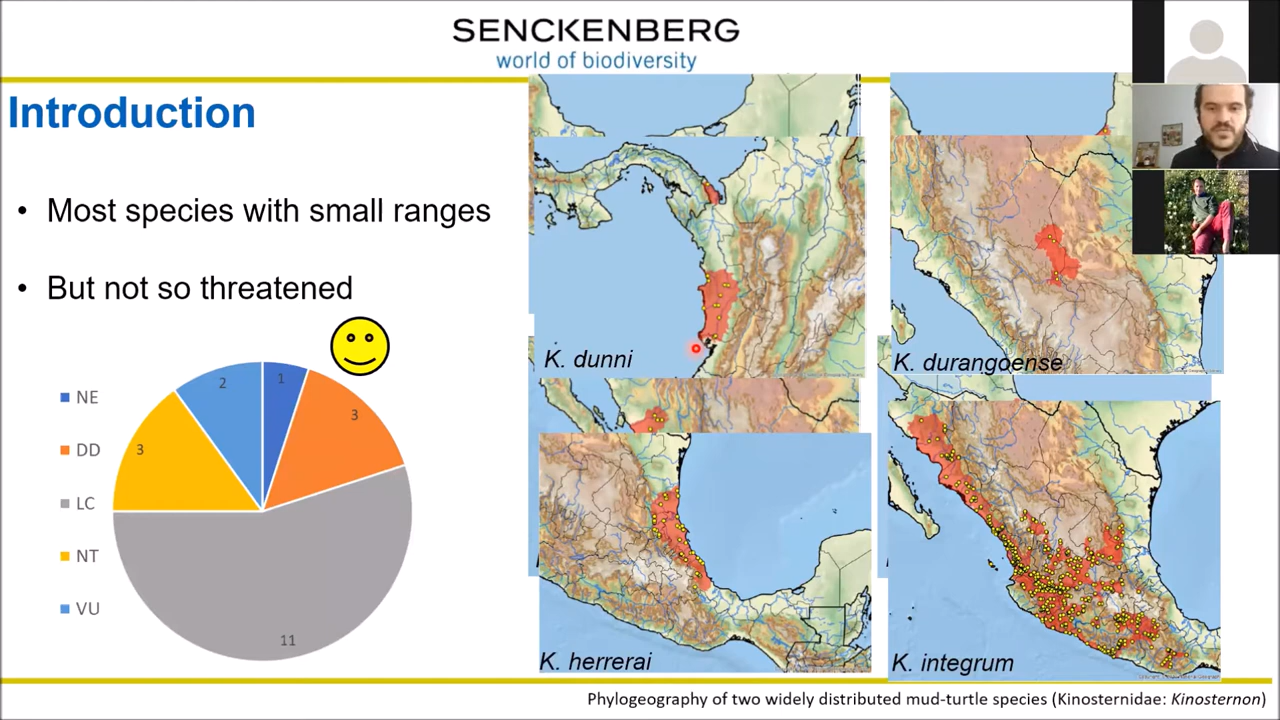 SENCKENBERG
world of biodiversity
Introduction
• Most species with small ranges
• But not so threatened
NE
DD
LC
NT
VU
1
3
11
3
2
K. dunni
K. durangoense
K. herrerai
K. integrum
Phylogeography of two widely distributed mud-turtle species (Kinosternidae: Kinosternon)